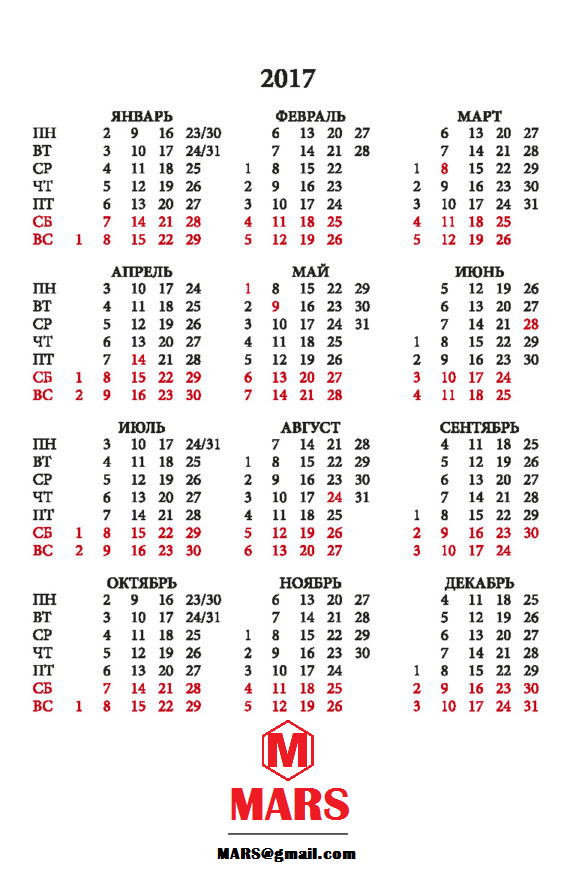 2017
ЯНВАРЬ ФЕВРАЛЬ МАРТ
ПН 2 9 16 23/30 6 13 20 27 6 13 20 27
ВТ 3 10 17 24/31 7 14 21 28 7 14 21 28
СР 4 11 18 25 1 8 15 22 1 8 15 22 29
ЧТ 5 12 19 26 2 9 16 23 2 9 16 23 30
ПТ 6 13 20 27 3 10 17 24 3 10 17 24 31
СБ 7 14 21 28 4 11 18 25 4 11 18 25
ВС 1 8 15 22 29 5 12 19 26 5 12 19 26
АПРЕЛЬ МАЙ ИЮНЬ
ПН 3 10 17 24 1 8 15 22 29 5 12 19 26
ВТ 4 11 18 25 2 9 16 23 30 6 13 20 27
СР 5 12 19 26 3 10 17 24 31 7 14 21 28
ЧТ 6 13 20 27 4 11 18 25 1 8 15 22 29
ПТ 7 14 21 28 5 12 19 26 2 9 16 23 30
СБ 1 8 15 22 29 6 13 20 27 3 10 17 24
ВС 2 9 16 23 30 7 14 21 28 4 11 18 25
ИЮЛЬ АВГУСТ СЕНТЯБРЬ
ПН 3 10 17 24/31 7 14 21 28 4 11 18 25
ВТ 4 11 18 25 1 8 15 22 29 5 12 19 26
СР 5 12 19 26 2 9 16 23 30 6 13 20 27
ЧТ 6 13 20 27 3 10 17 24 31 7 14 21 28
ПТ 7 14 21 28 4 11 18 25 1 8 15 22 29
СБ 1 8 15 22 29 5 12 19 26 2 9 16 23 30
ВС 2 9 16 23 30 6 13 20 27 3 10 17 24
ОКТЯБРЬ НОЯБРЬ ДЕКАБРЬ
ПН 2 9 16 23/30 6 13 20 27 4 11 18 25
ВТ 3 10 17 24/31 7 14 21 28 5 12 19 26
СР 4 11 18 25 1 8 15 22 29 6 13 20 27
ЧТ 5 12 19 26 2 9 16 23 30 7 14 21 28
ПТ 6 13 20 27 3 10 17 24 1 8 15 22 29
СБ 7 14 21 28 4 11 18 25 2 9 16 23 30
ВС 1 8 15 22 29 5 12 19 26 3 10 17 24 31
M
MARS
MARS@gmail.com